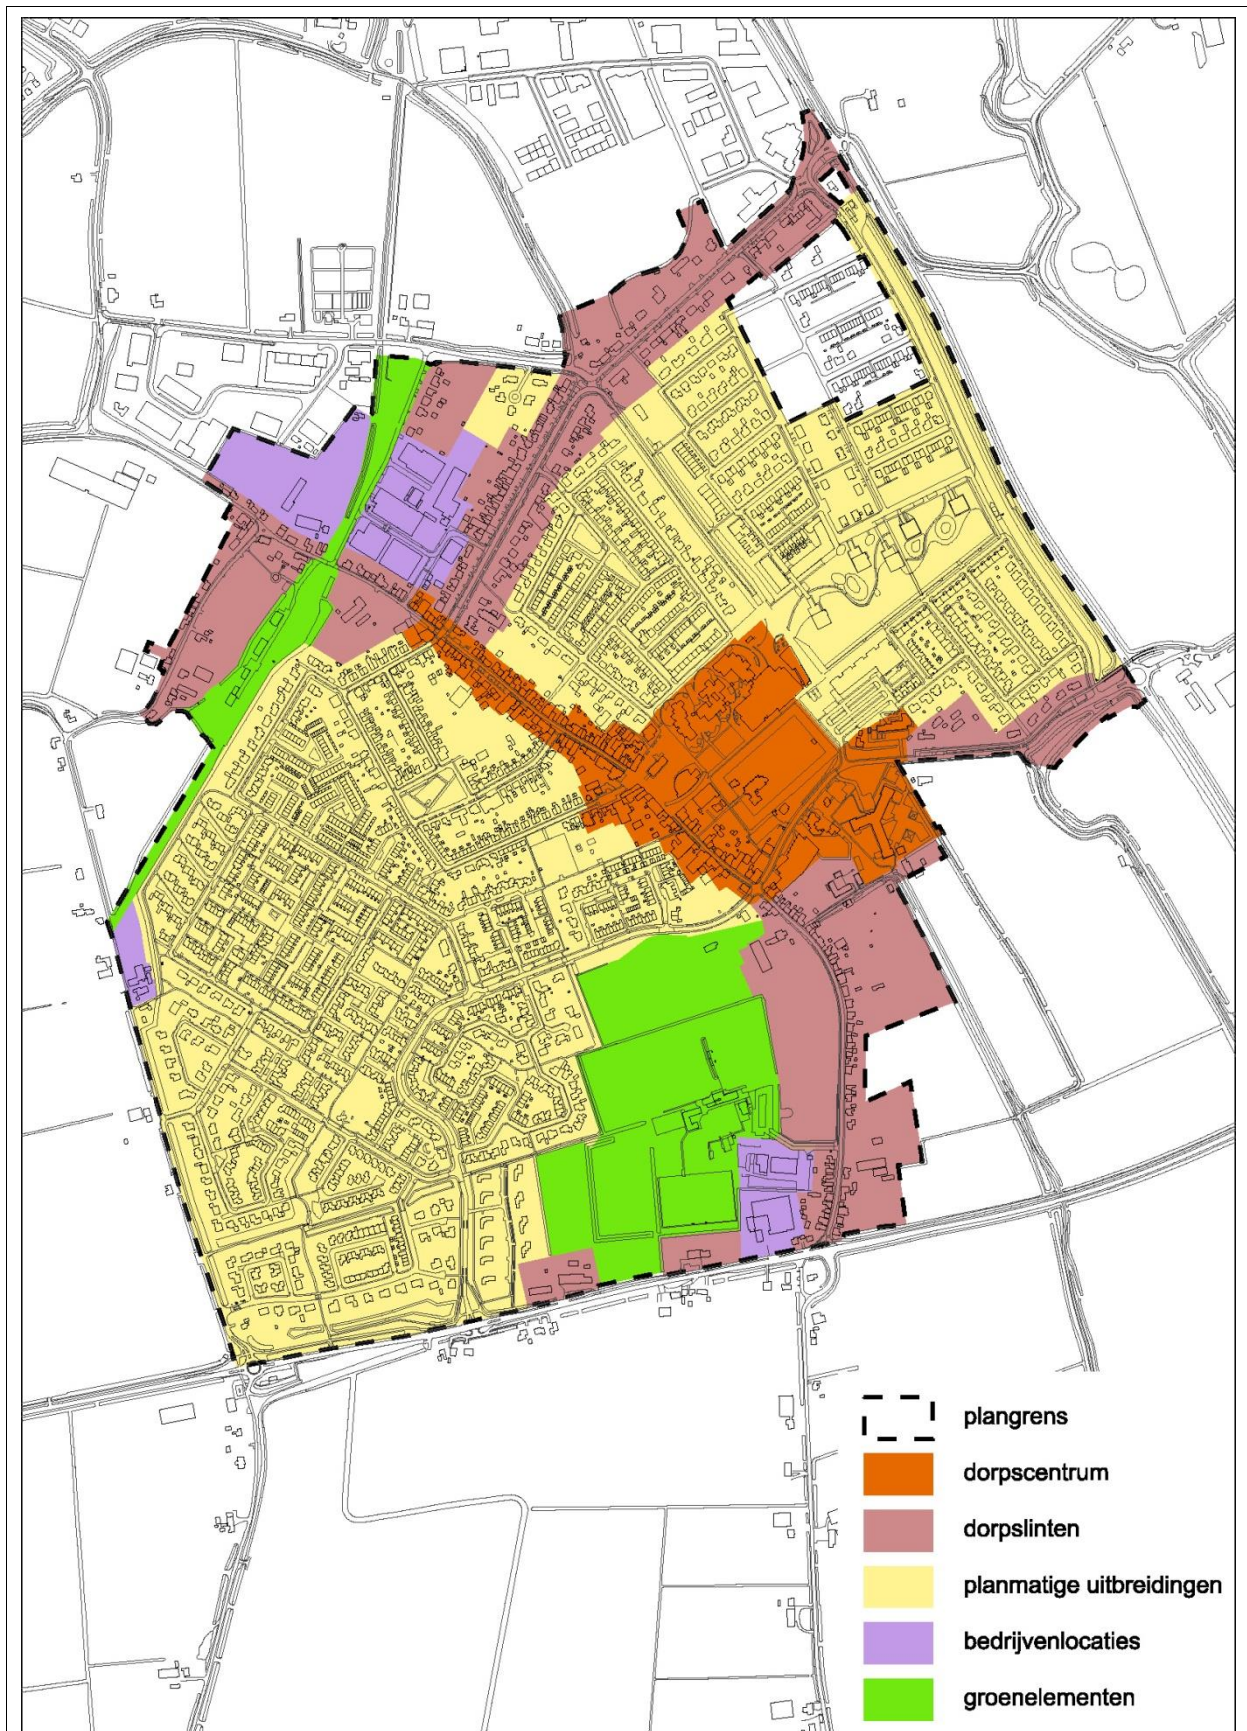 plangrens
dorpscentrum
dorpslinten
planmatige uitbreidingen
bedrijvenlocaties
groenelementen